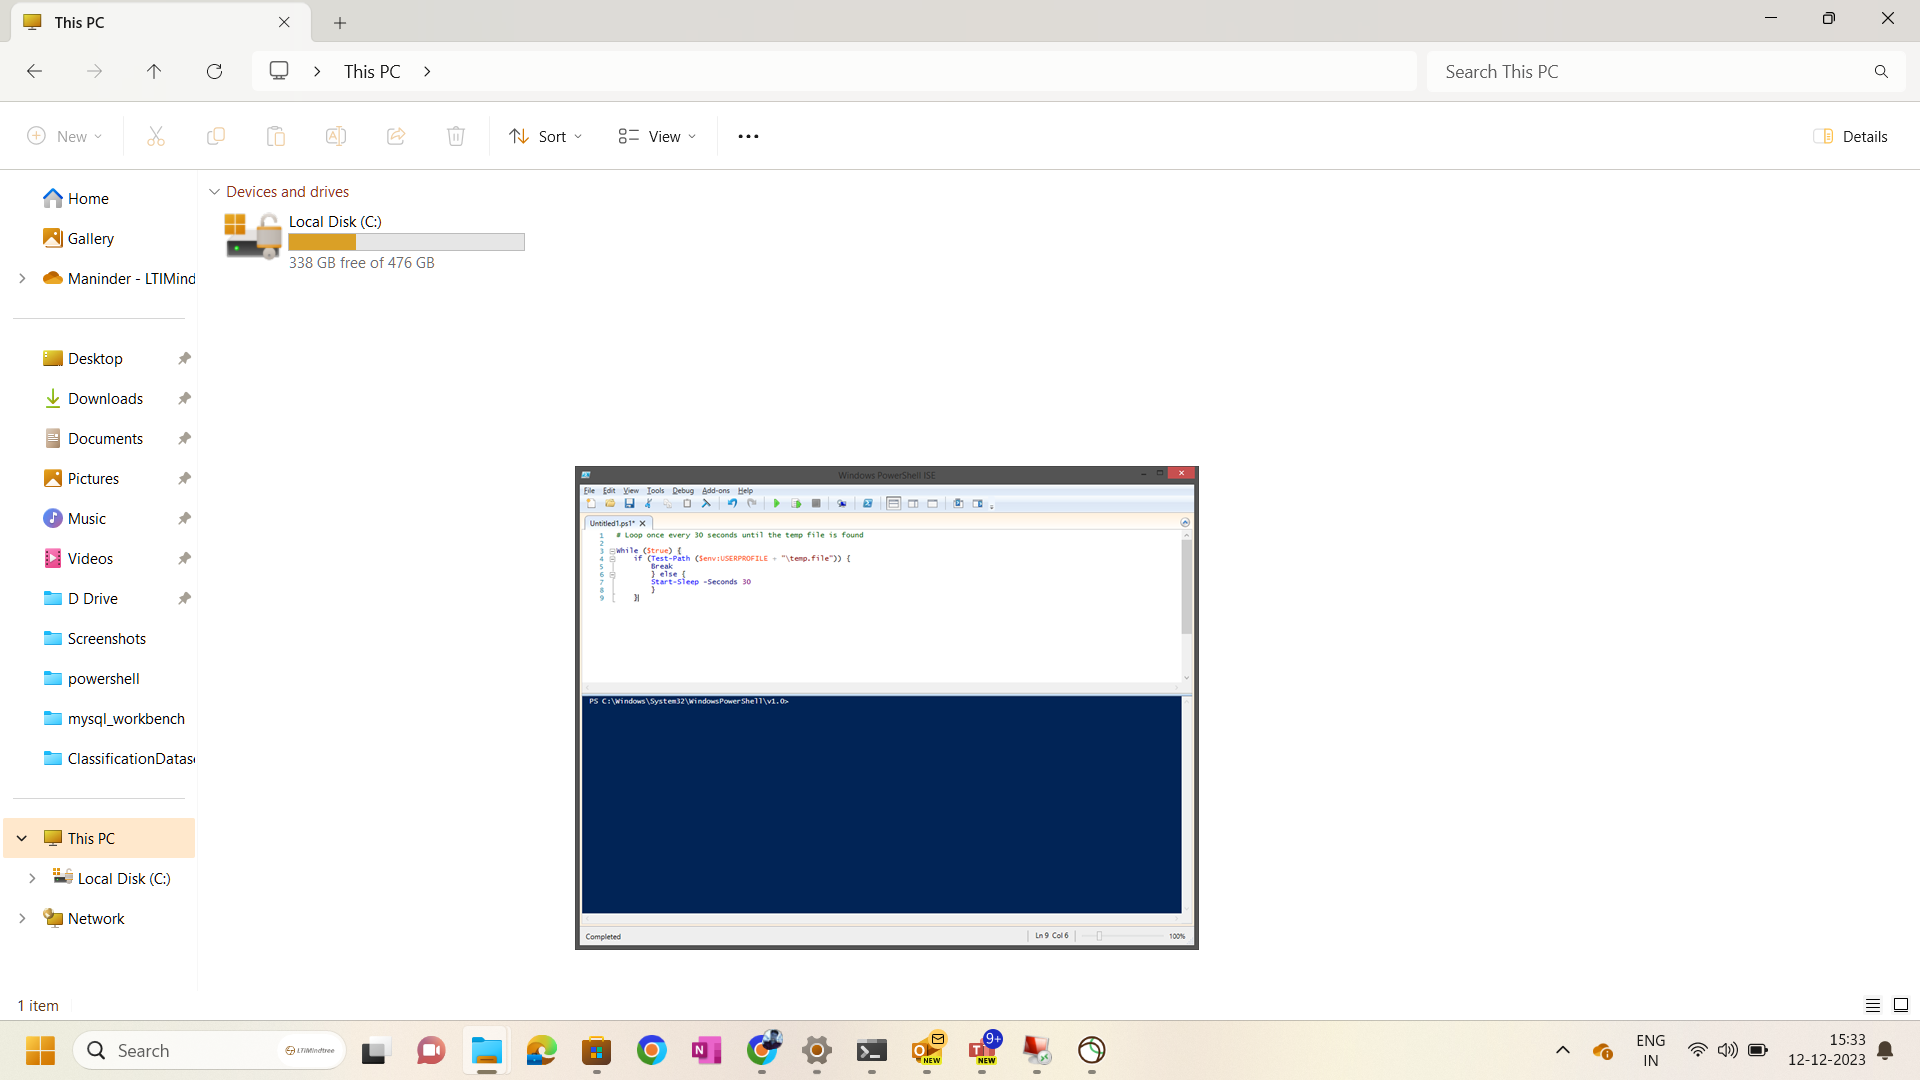 This PC
This PC
Search This PC
New
Sort
View
Details
Home
Gallery
Maninder - LTIMind
Desktop
Downloads
Documents
Pictures
Music
Videos
D Drive
Screenshots
powershell
mysql_workbench
ClassificationDatas
This PC
Local Disk (C:)
Network
Devices and drives
Local Disk (C:)
338 GB free of 476 GB
Windows PowerShell ISE
File Edit View Tools Debug Add-ons Help
Untitled1.ps1*
1 # Loop once every 30 seconds until the temp file is found
2
3 While ($true) {
4 if (Test-Path ($env:USERPROFILE + "\temp.file")) {
5 Break
6 } else {
7 Start-Sleep -Seconds 30
8 }
9 }
PS C:\Windows\System32\WindowsPowerShell\v1.0>
Completed
Ln 9 Col 6
100%
1 item
Search
LTIMindtree
NEW
9+
NEW
ENG
IN
15:33
12-12-2023